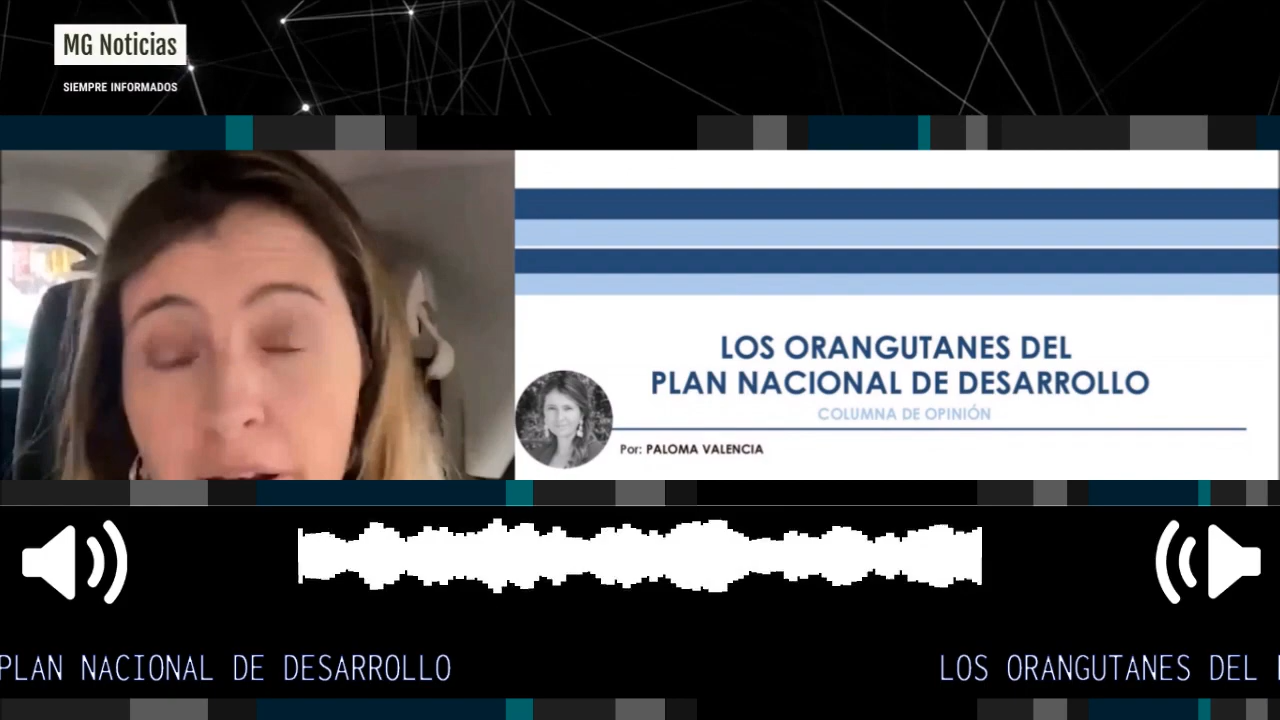 MG Noticias
SIEMPRE INFORMADOS
LOS ORANGUTANES DEL
PLAN NACIONAL DE DESARROLLO
COLUMNA DE OPINIÓN
Por: PALOMA VALENCIA
PLAN NACIONAL DE DESARROLLO
LOS ORANGUTANES DEL